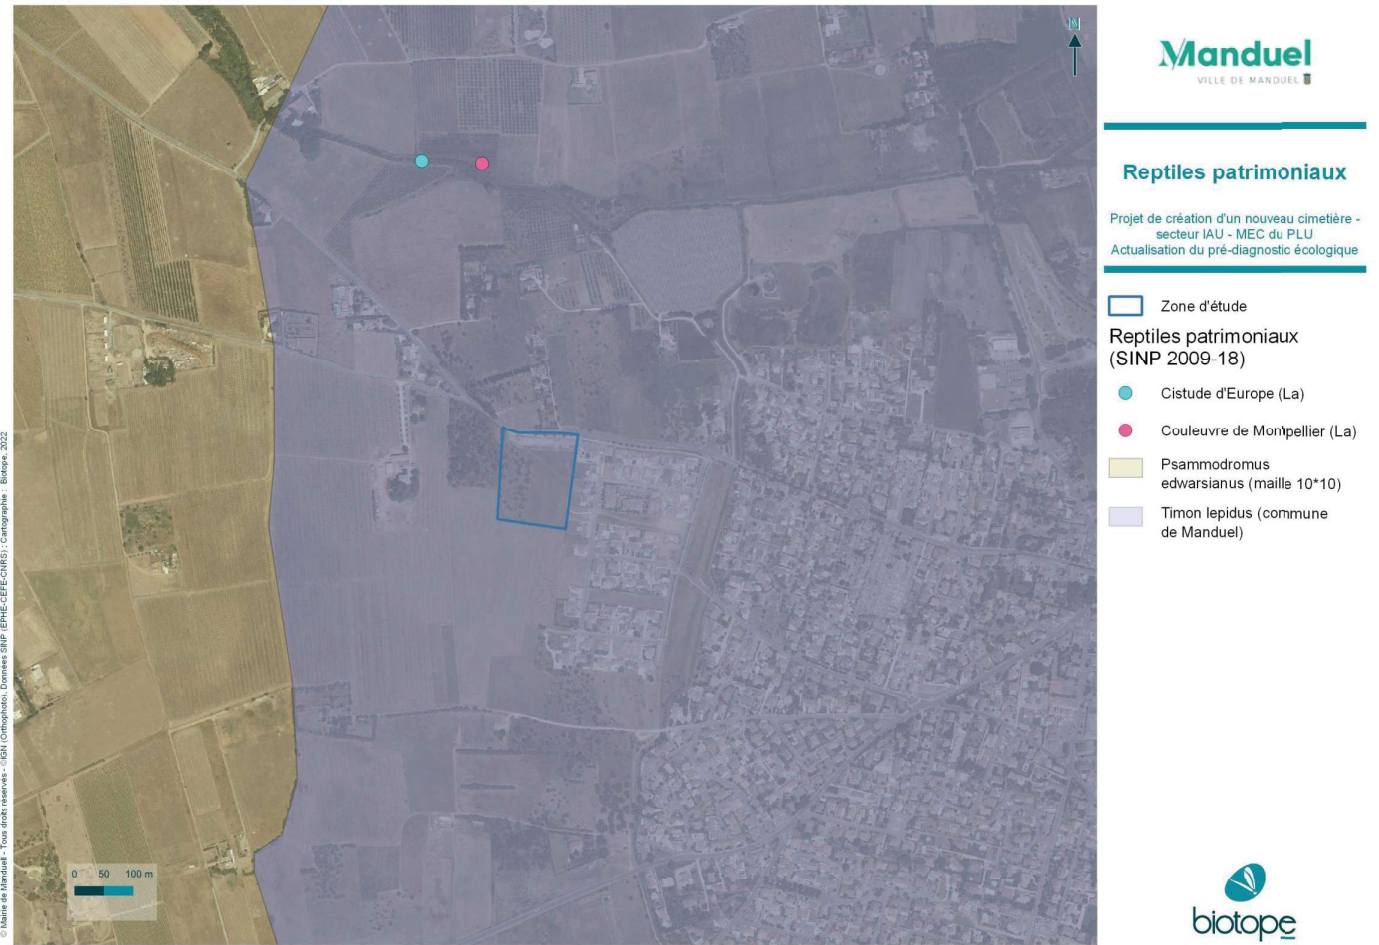 N
0 50 100 m
© Mairie de Manduel - Tous droits réservés - ©IGN (Orthophoto), Données SINP (EPHE-CEFE-CNRS) : Cartographie : Biotope, 2022
Manduel
VILLE DE MANDUEL
Reptiles patrimoniaux
Projet de création d'un nouveau cimetière -
secteur IAU - MEC du PLU
Actualisation du pré-diagnostic écologique
Zone d'étude
Reptiles patrimoniaux
(SINP 2009-18)
Cistude d'Europe (La)
Couleuvre de Montpellier (La)
Psammodromus
edwarsianus (maille 10*10)
Timon lepidus (commune
de Manduel)
biotope